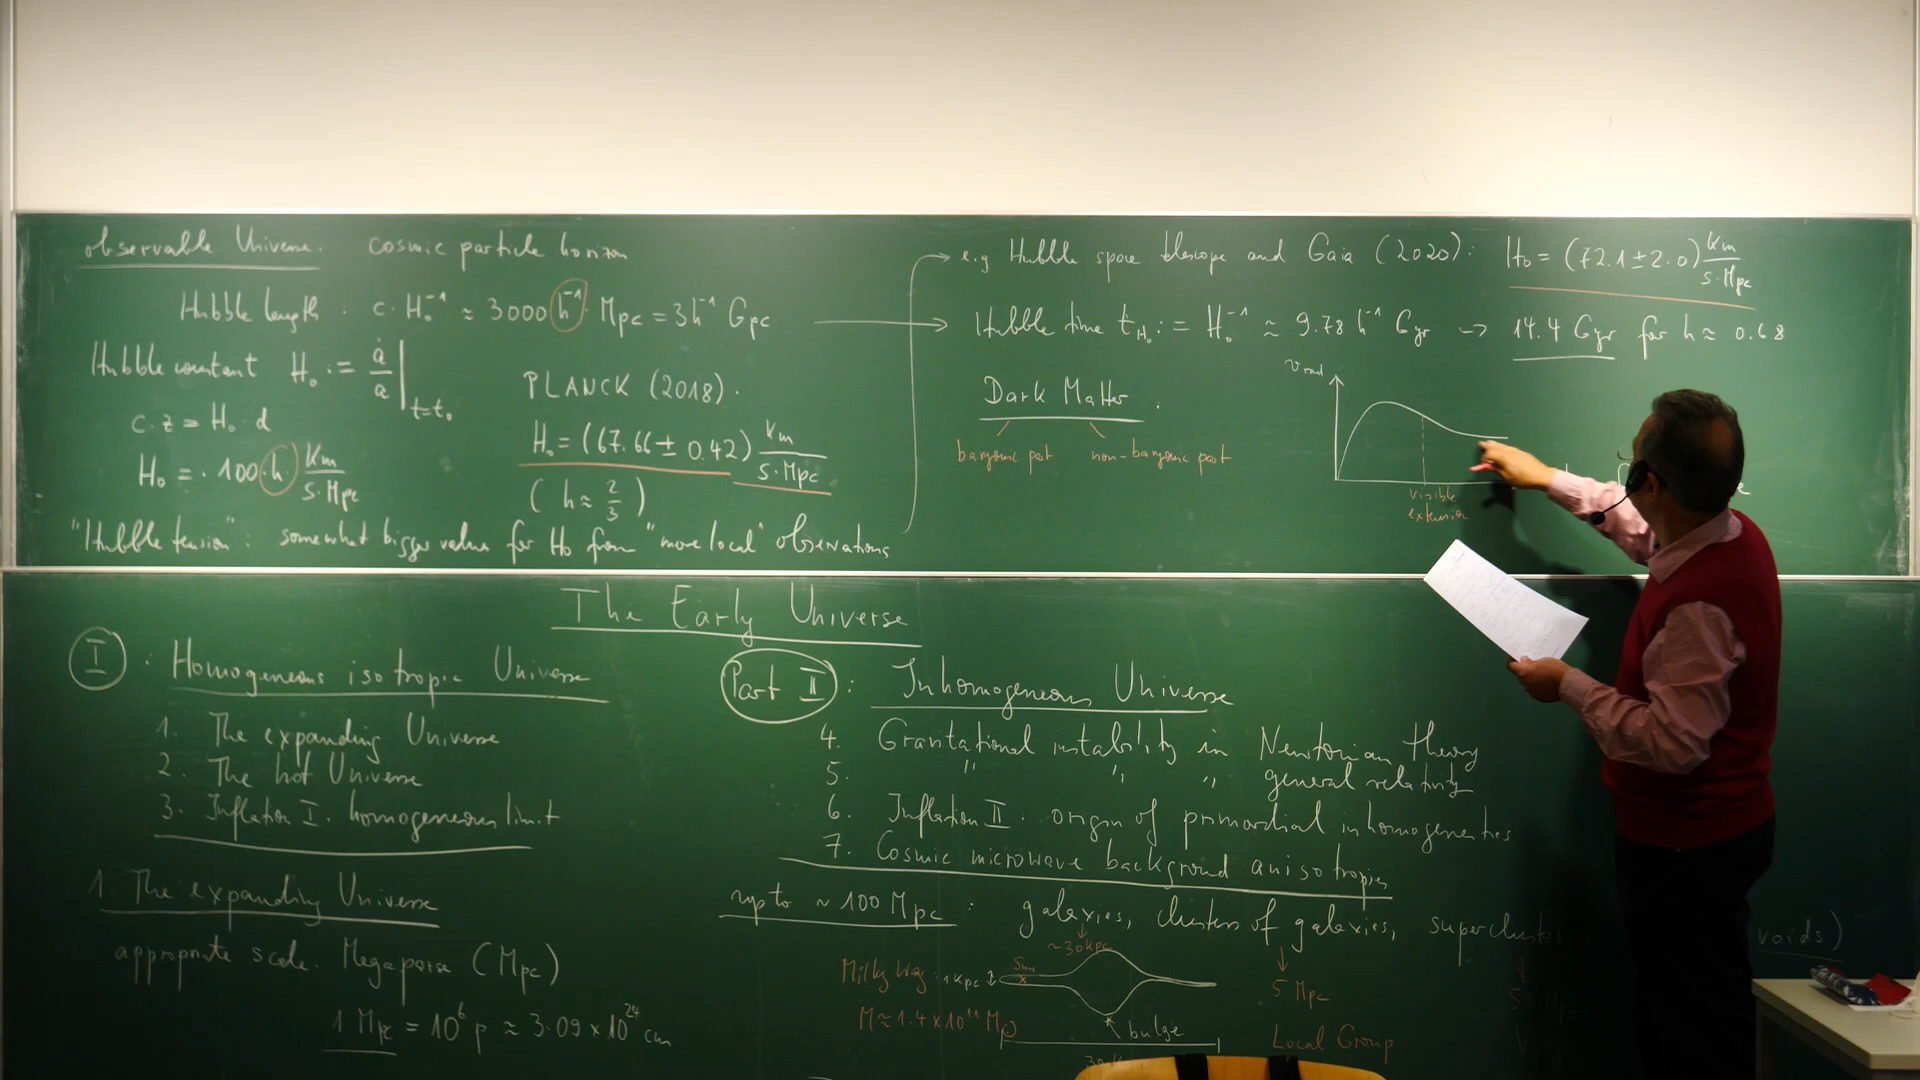 observable Universe. cosmic particle horizon
Hubble length : c·H₀⁻¹ ≈ 3000 h⁻¹ Mpc = 3h⁻¹ Gpc
Hubble constant H₀ := ȧ/a |t=t₀
c·z = H₀·d
H₀ = ·100·h km/s·Mpc
PLANCK (2018).
H₀ = (67.66 ± 0.42) km/s·Mpc
(h ≈ 2/3)
"Hubble tension": somewhat bigger values for H₀ from "more local" observations
e.g Hubble space telescope and Gaia (2020): H₀ = (72.1 ± 2.0) km/s·Mpc
Hubble time t_H₀ := H₀⁻¹ ≈ 9.78 h⁻¹ Gyr → 14.4 Gyr for h ≈ 0.68
Dark Matter .
baryonic part non-baryonic part
v rad
visible
extension
The Early Universe
I : Homogeneous isotropic Universe
1. The expanding Universe
2. The hot Universe
3. Inflation I. homogeneous limit
1. The expanding Universe
appropriate scale. Megaparsec (Mpc)
1 Mpc = 10⁶ p ≈ 3.09 × 10²⁴ cm
Part II : Inhomogeneous Universe
4. Gravitational instability in Newtonian theory
5. " " " general relativity
6. Inflation II. origin of primordial inhomogeneities
7. Cosmic microwave background anisotropies
up to ~ 100 Mpc : galaxies, clusters of galaxies, voids)
~30kpc
Milky Way : 1 kpc Sun
M ≈ 1.4 × 10¹¹ M⊙
bulge
5 Mpc
Local Group